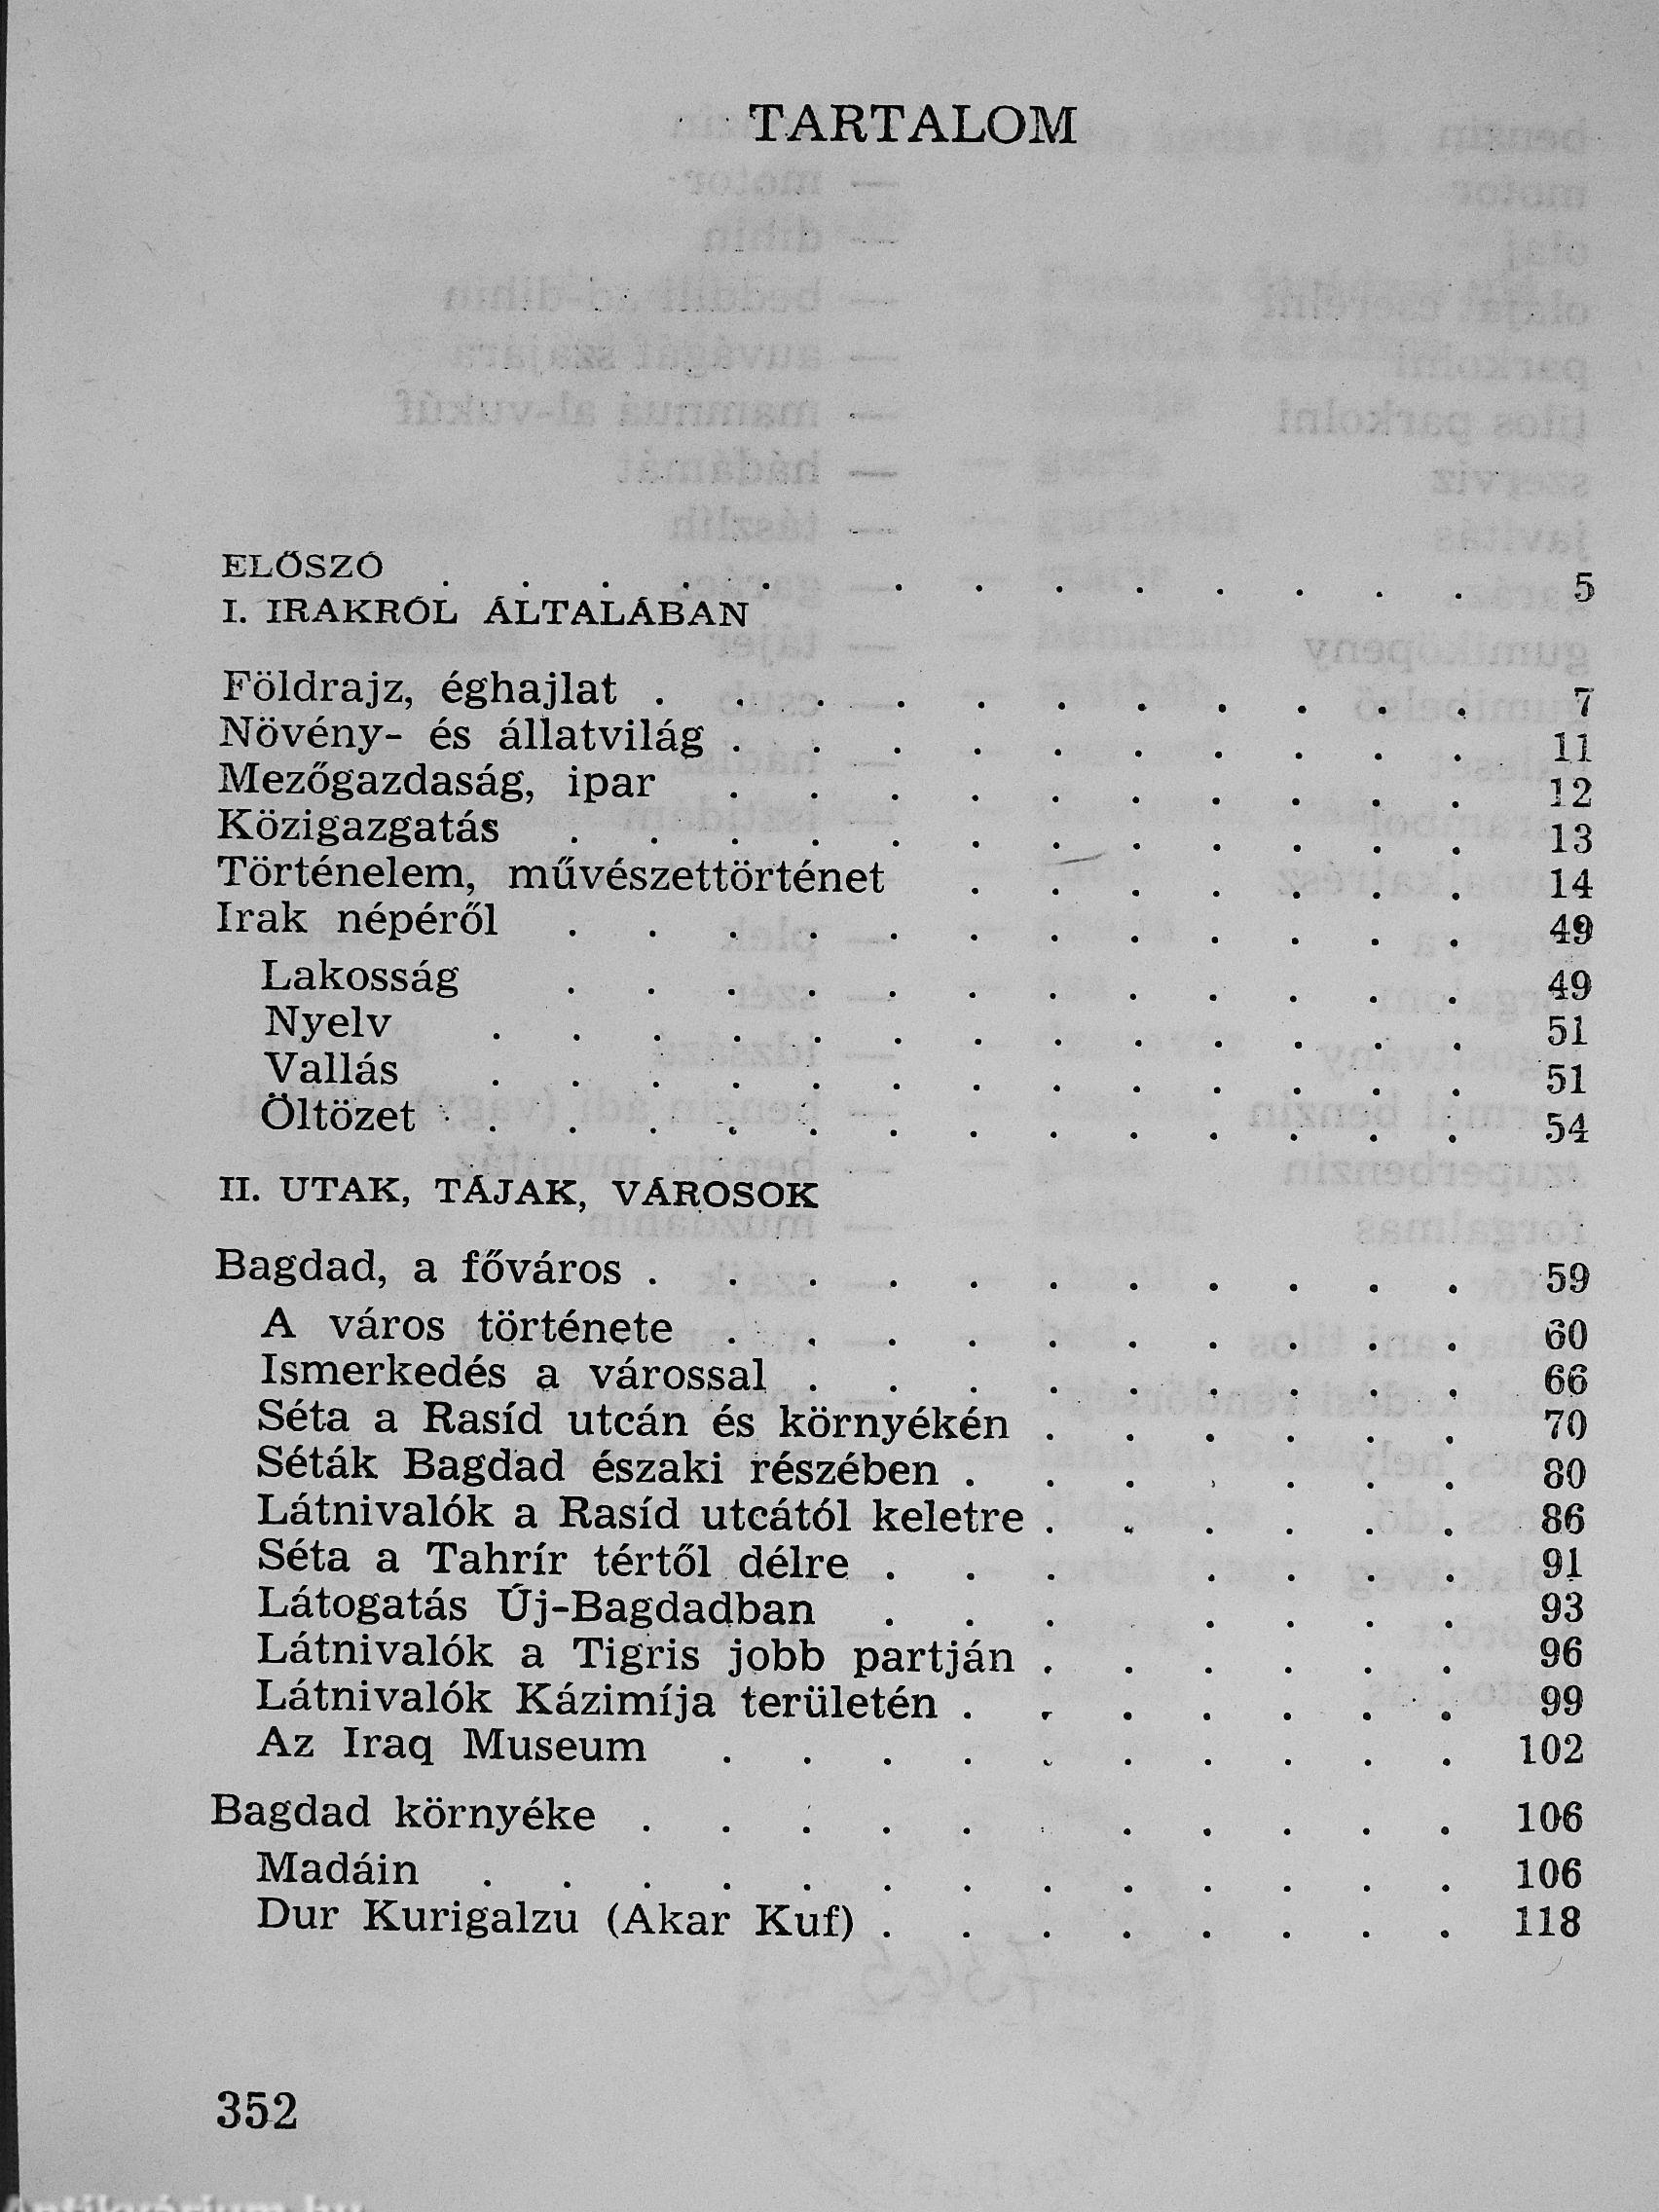 TARTALOM
ELŐSZÓ . . . . . . . . . . . . . 5
I. IRAKRÓL ÁLTALÁBAN
Földrajz, éghajlat . . . . . . . . . . . 7
Növény- és állatvilág . . . . . . . . . . 11
Mezőgazdaság, ipar . . . . . . . . . . 12
Közigazgatás . . . . . . . . . . . . 13
Történelem, művészettörténet . . . . . . . 14
Irak népéről . . . . . . . . . . . . 49
Lakosság . . . . . . . . . . . . 49
Nyelv . . . . . . . . . . . . . 51
Vallás . . . . . . . . . . . . . 51
Öltözet . . . . . . . . . . . . . 54
II. UTAK, TÁJAK, VÁROSOK
Bagdad, a főváros . . . . . . . . . . . 59
A város története . . . . . . . . . . 60
Ismerkedés a várossal . . . . . . . . . 66
Séta a Rasíd utcán és környékén . . . . . . 70
Séták Bagdad északi részében . . . . . . . 80
Látnivalók a Rasíd utcától keletre . . . . . . 86
Séta a Tahrír tértől délre . . . . . . . 91
Látogatás Új-Bagdadban . . . . . . . 93
Látnivalók a Tigris jobb partján . . . . . . 96
Látnivalók Kázimíja területén . . . . . . . 99
Az Iraq Museum . . . . . . . . . . 102
Bagdad környéke . . . . . . . . . . 106
Madáin . . . . . . . . . . . . . 106
Dur Kurigalzu (Akar Kuf) . . . . . . . . 118
352